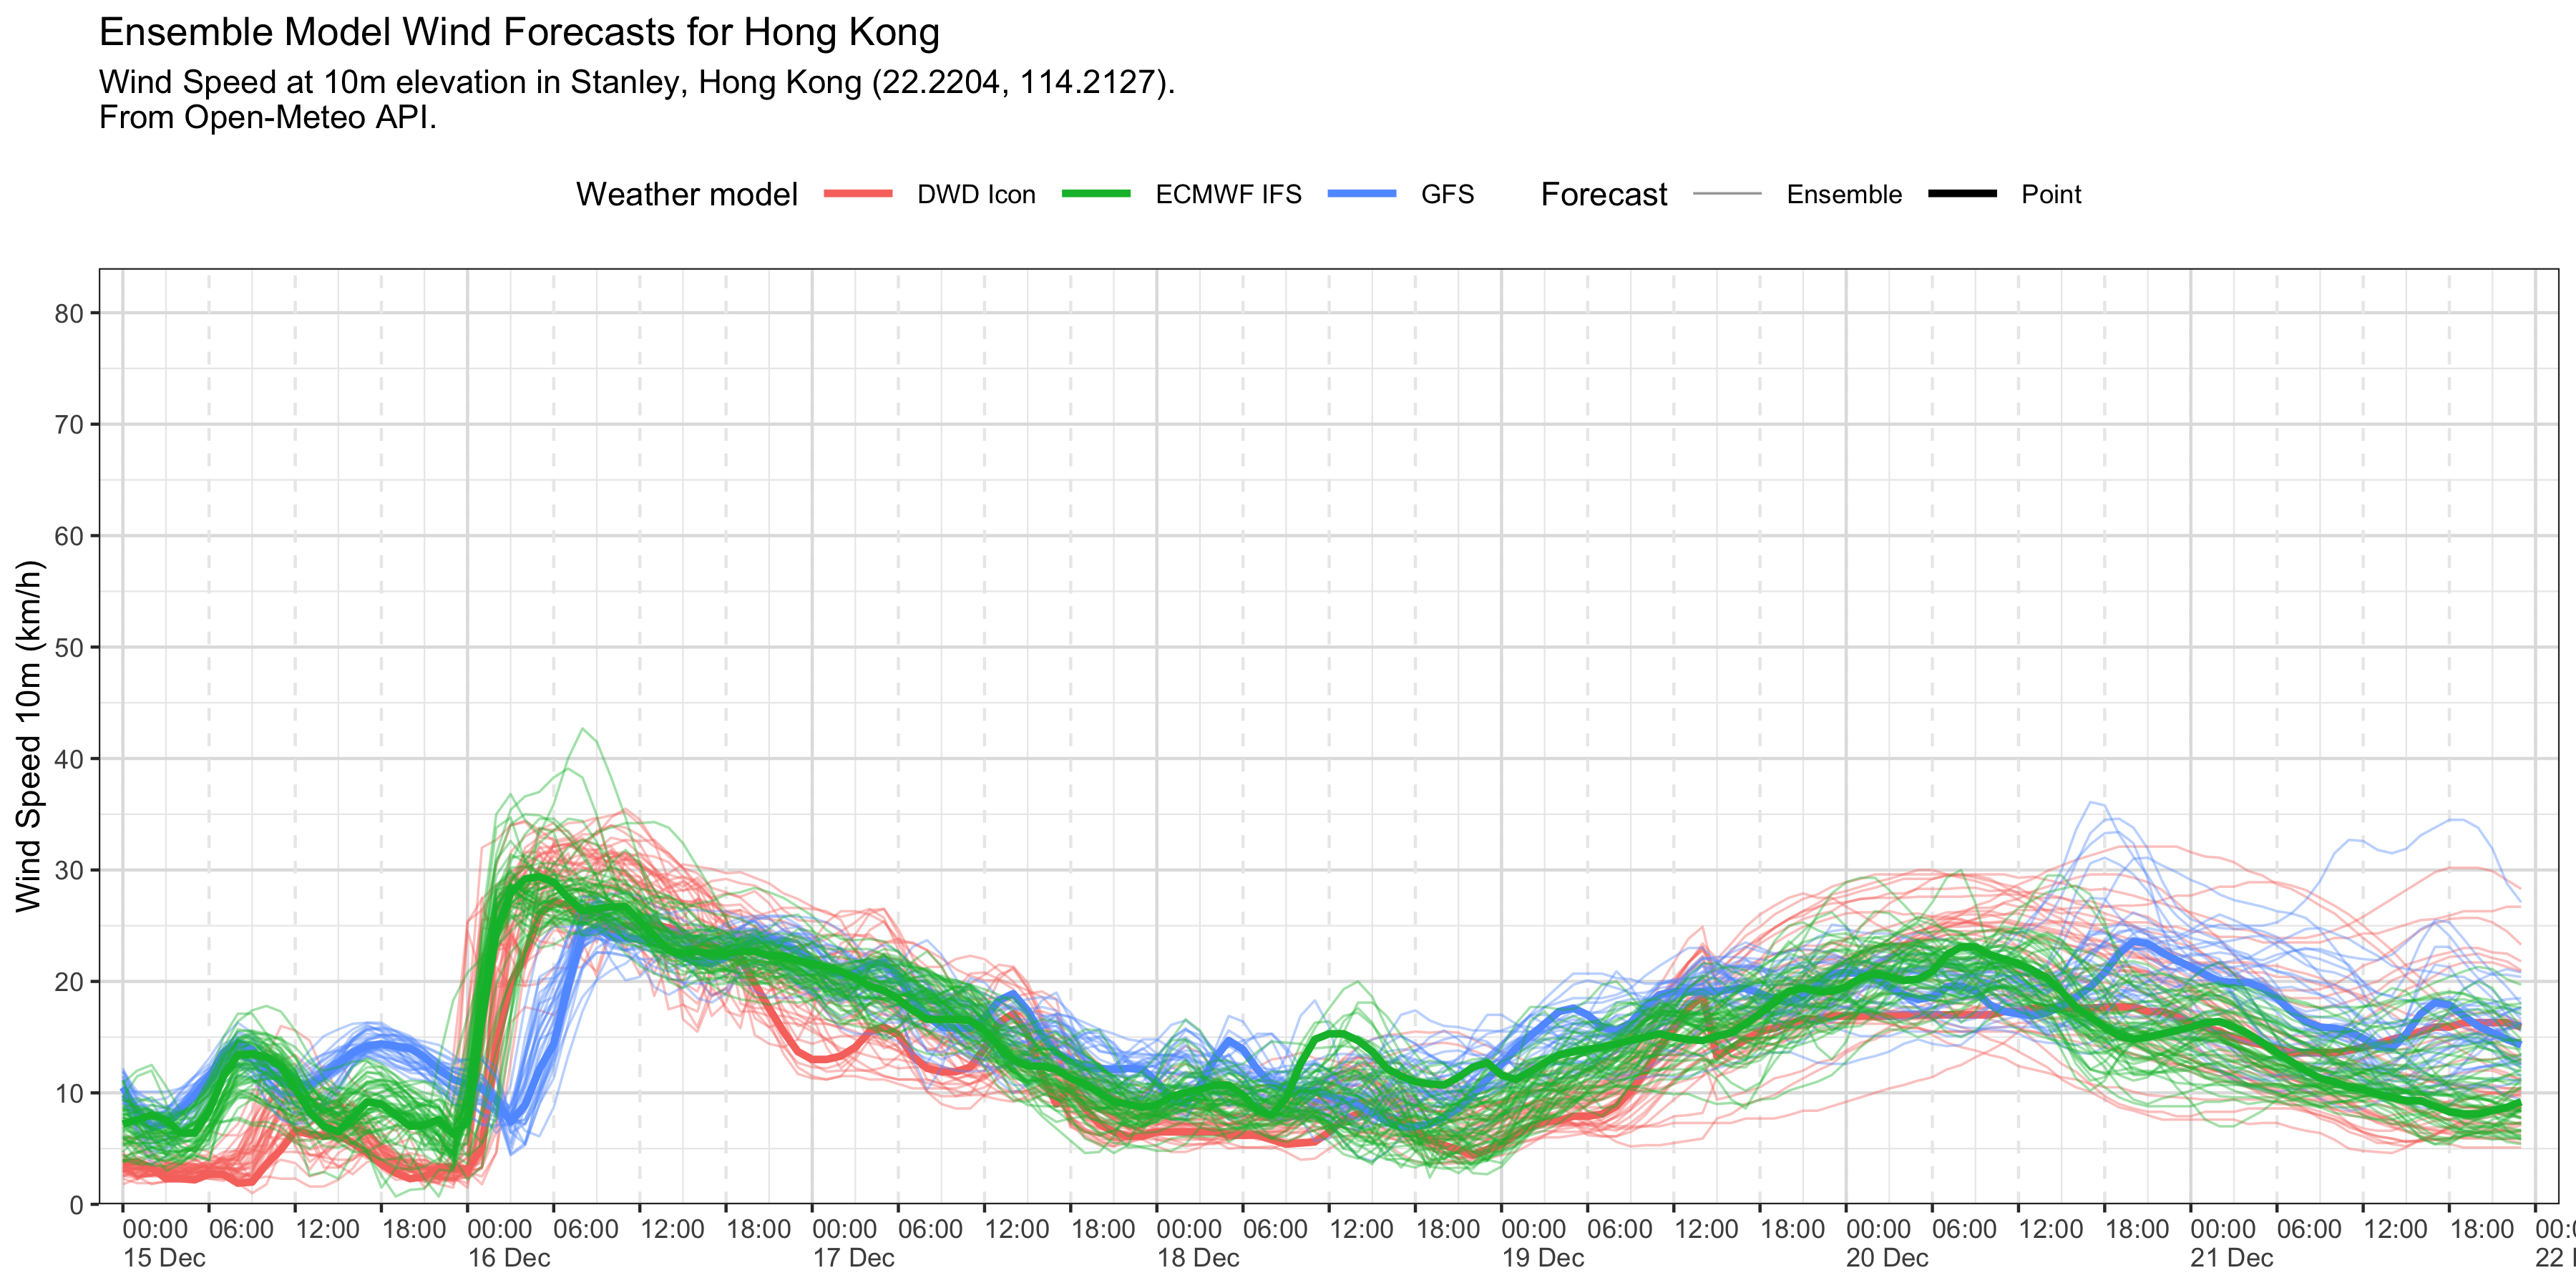 Ensemble Model Wind Forecasts for Hong Kong
Wind Speed at 10m elevation in Stanley, Hong Kong (22.2204, 114.2127).
From Open-Meteo API.
Weather model DWD Icon ECMWF IFS GFS Forecast Ensemble Point
Wind Speed 10m (km/h)
80
70
60
50
40
30
20
10
0
00:00 06:00 12:00 18:00 00:00 06:00 12:00 18:00 00:00 06:00 12:00 18:00 00:00 06:00 12:00 18:00 00:00 06:00 12:00 18:00 00:00 06:00 12:00 18:00 00:00 06:00 12:00 18:00
15 Dec 16 Dec 17 Dec 18 Dec 19 Dec 20 Dec 21 Dec 22